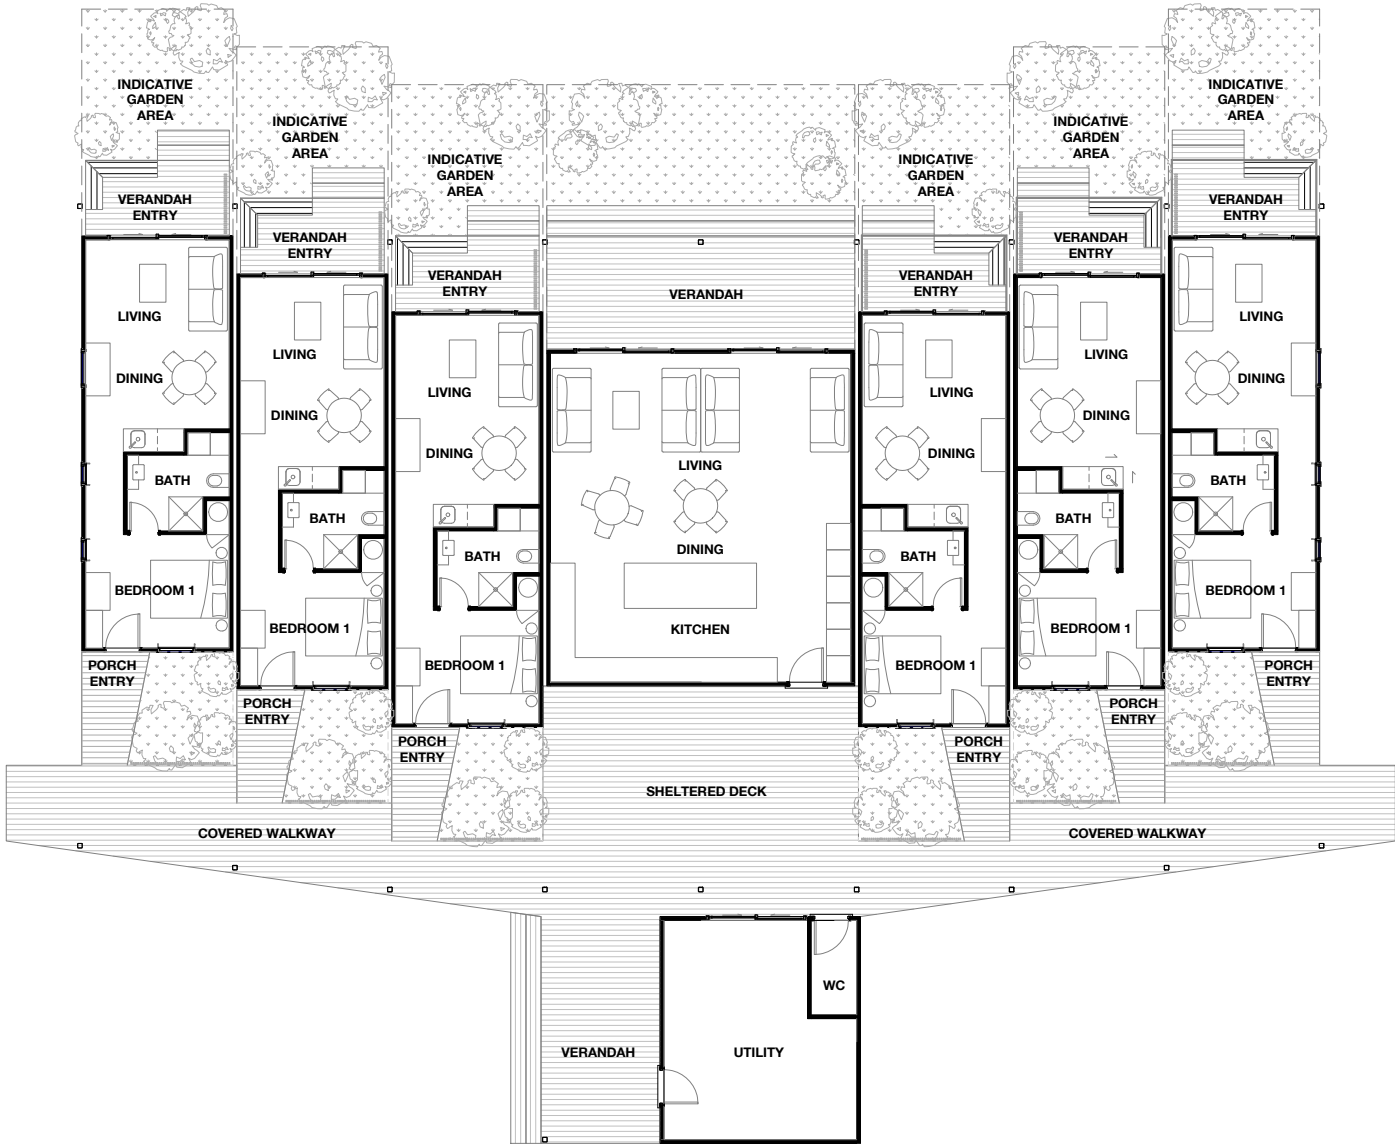 INDICATIVE
GARDEN
AREA
INDICATIVE
GARDEN
AREA
INDICATIVE
GARDEN
AREA
INDICATIVE
GARDEN
AREA
INDICATIVE
GARDEN
AREA
INDICATIVE
GARDEN
AREA
VERANDAH
ENTRY
VERANDAH
ENTRY
VERANDAH
ENTRY
VERANDAH
VERANDAH
ENTRY
VERANDAH
ENTRY
VERANDAH
ENTRY
LIVING
DINING
BATH
BEDROOM 1
PORCH
ENTRY
LIVING
DINING
BATH
BEDROOM 1
PORCH
ENTRY
LIVING
DINING
BATH
BEDROOM 1
PORCH
ENTRY
LIVING
DINING
KITCHEN
LIVING
DINING
BATH
BEDROOM 1
PORCH
ENTRY
LIVING
DINING
BATH
BEDROOM 1
PORCH
ENTRY
LIVING
DINING
BATH
BEDROOM 1
PORCH
ENTRY
SHELTERED DECK
COVERED WALKWAY
COVERED WALKWAY
WC
VERANDAH
UTILITY